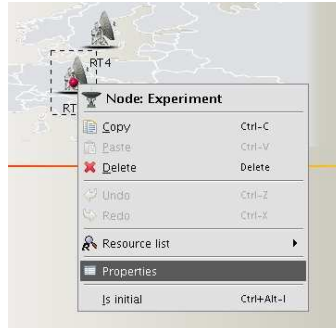 RT4
RT
Node: Experiment
Copy Ctrl-C
Paste Ctrl-V
Delete Delete
Undo Ctrl-Z
Redo Ctrl-X
Resource list
Properties
Is initial Ctrl+Alt-I